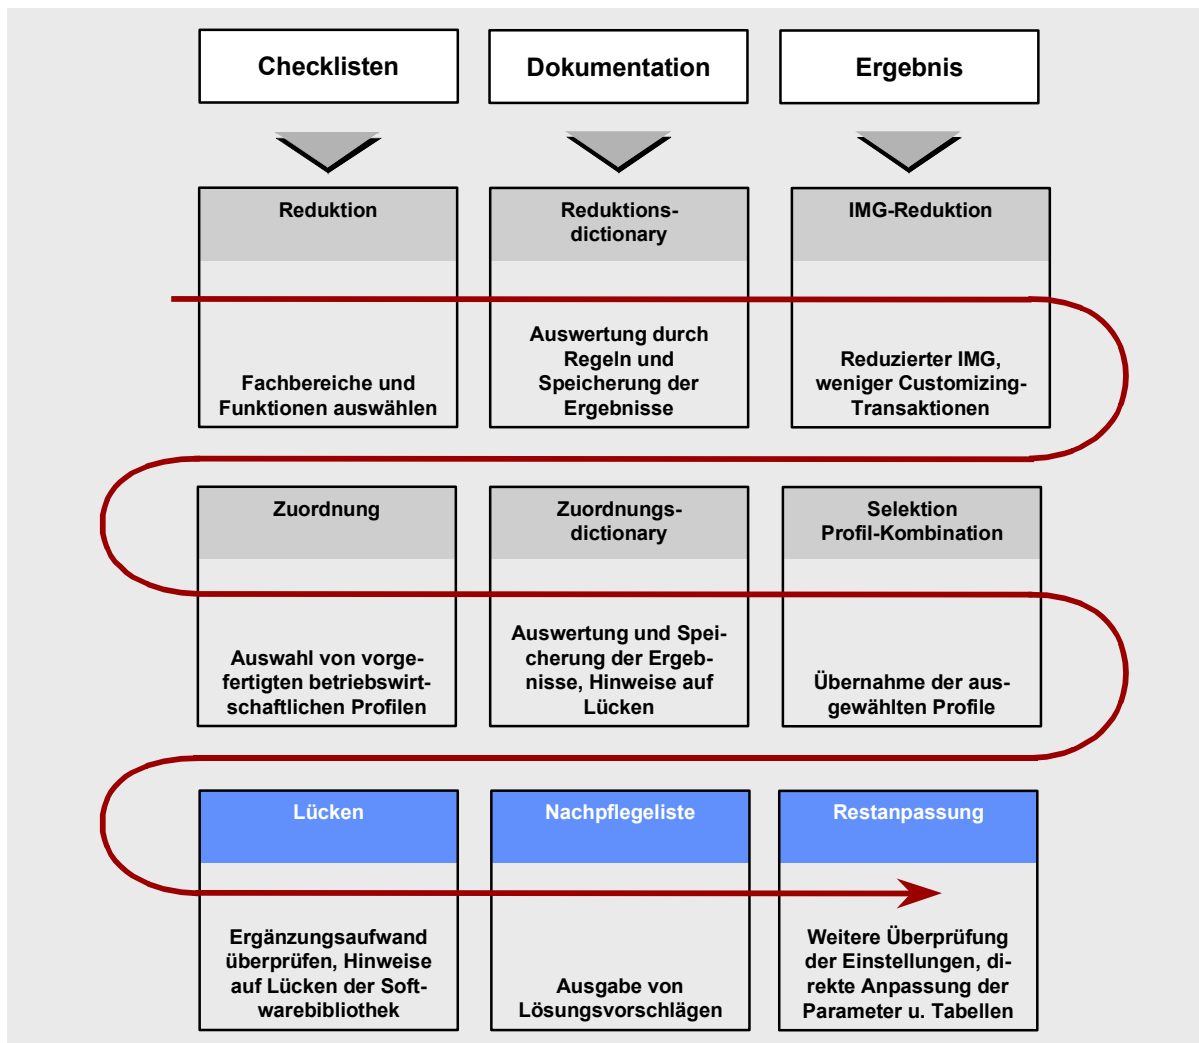 Checklisten
Dokumentation
Ergebnis
Reduktion
Fachbereiche und
Funktionen auswählen
Reduktions-
dictionary
Auswertung durch
Regeln und
Speicherung der
Ergebnisse
IMG-Reduktion
Reduzierter IMG,
weniger Customizing-
Transaktionen
Zuordnung
Auswahl von vorge-
fertigten betriebswirt-
schaftlichen Profilen
Zuordnungs-
dictionary
Auswertung und Spei-
cherung der Ergeb-
nisse, Hinweise auf
Lücken
Selektion
Profil-Kombination
Übernahme der aus-
gewählten Profile
Lücken
Ergänzungsaufwand
überprüfen, Hinweise
auf Lücken der Soft-
warebibliothek
Nachpflegeliste
Ausgabe von
Lösungsvorschlägen
Restanpassung
Weitere Überprüfung
der Einstellungen, di-
rekte Anpassung der
Parameter u. Tabellen